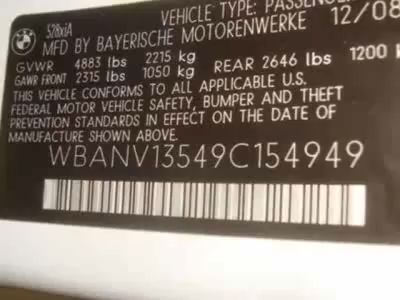 528xiA VEHICLE TYPE: PASSENGER
MFD BY BAYERISCHE MOTORENWERKE 12/08
GVWR 4883 lbs 2215 kg
GAWR FRONT 2315 lbs 1050 kg REAR 2646 lbs 1200 k
THIS VEHICLE CONFORMS TO ALL APPLICABLE U.S.
FEDERAL MOTOR VEHICLE SAFETY, BUMPER AND THEFT
PREVENTION STANDARDS IN EFFECT ON THE DATE OF
MANUFACTURE SHOWN ABOVE.
WBANV13549C154949